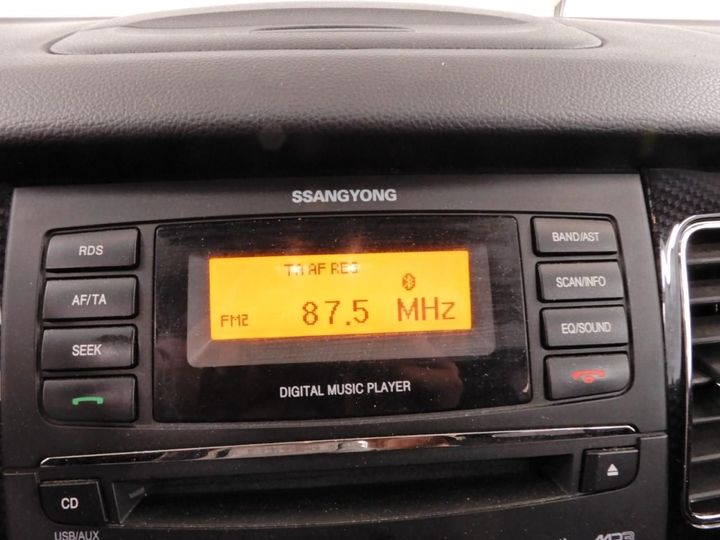 SSANGYONG
RDS
AF/TA
SEEK
TA AF REG
FM2 87.5 MHz
DIGITAL MUSIC PLAYER
BAND/AST
SCAN/INFO
EQ/SOUND
CD
USB/AUX
MP3